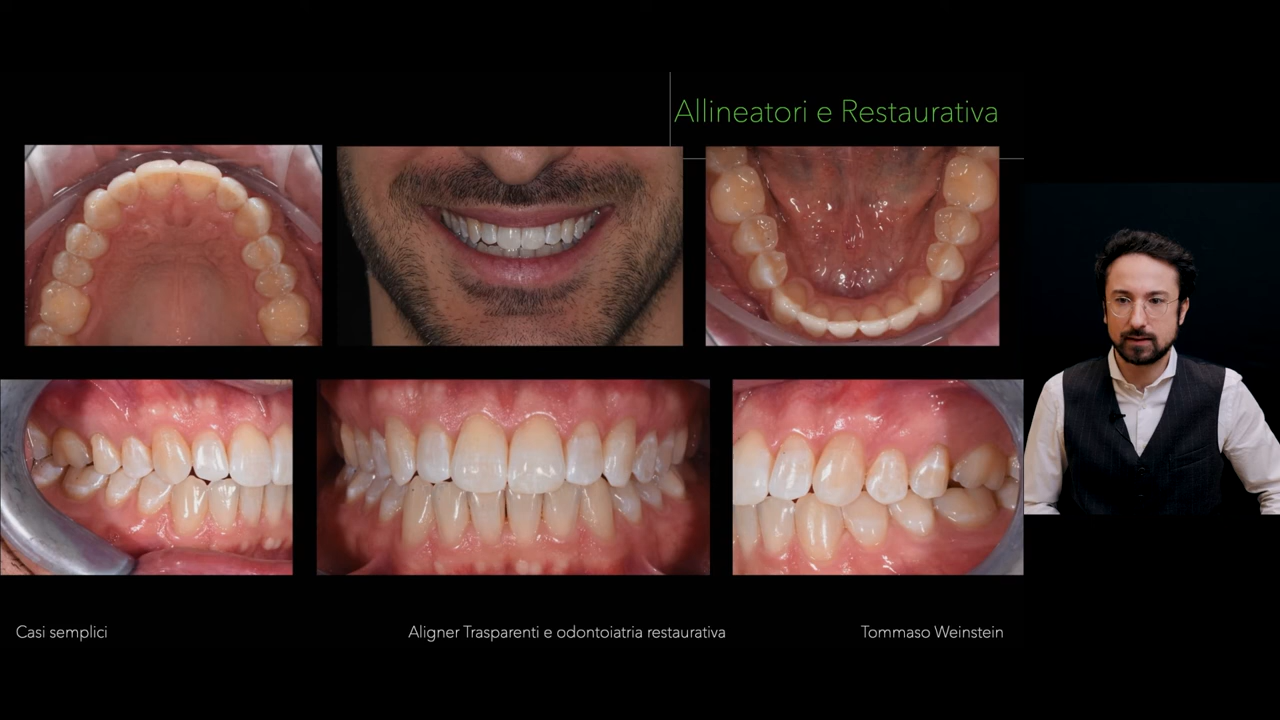 Allineatori e Restaurativa
Casi semplici
Aligner Trasparenti e odontoiatria restaurativa
Tommaso Weinstein